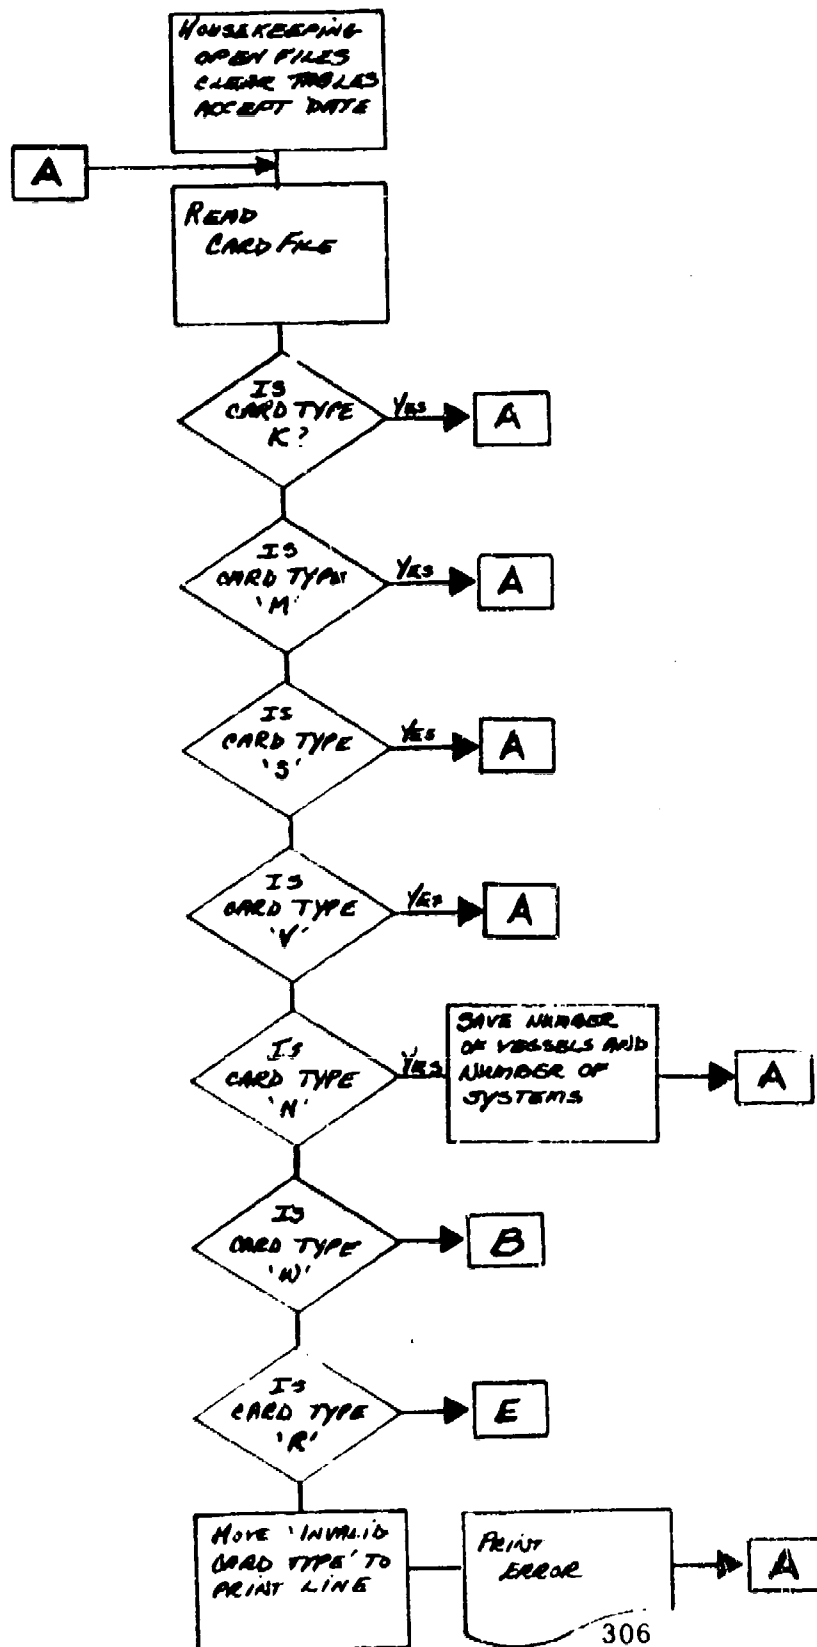 HOUSEKEEPING
OPEN FILES
CLEAR TABLES
ACCEPT DATE
A
READ
CARD FILE
IS
CARD TYPE
K?
YES
A
IS
CARD TYPE
'M'
YES
A
IS
CARD TYPE
'S'
YES
A
IS
CARD TYPE
'V'
YES
A
IS
CARD TYPE
'N'
YES
SAVE NUMBER
OF VESSELS AND
NUMBER OF
SYSTEMS
A
IS
CARD TYPE
'W'
B
IS
CARD TYPE
'R'
E
MOVE 'INVALID
CARD TYPE' TO
PRINT LINE
PRINT
ERROR
A
306